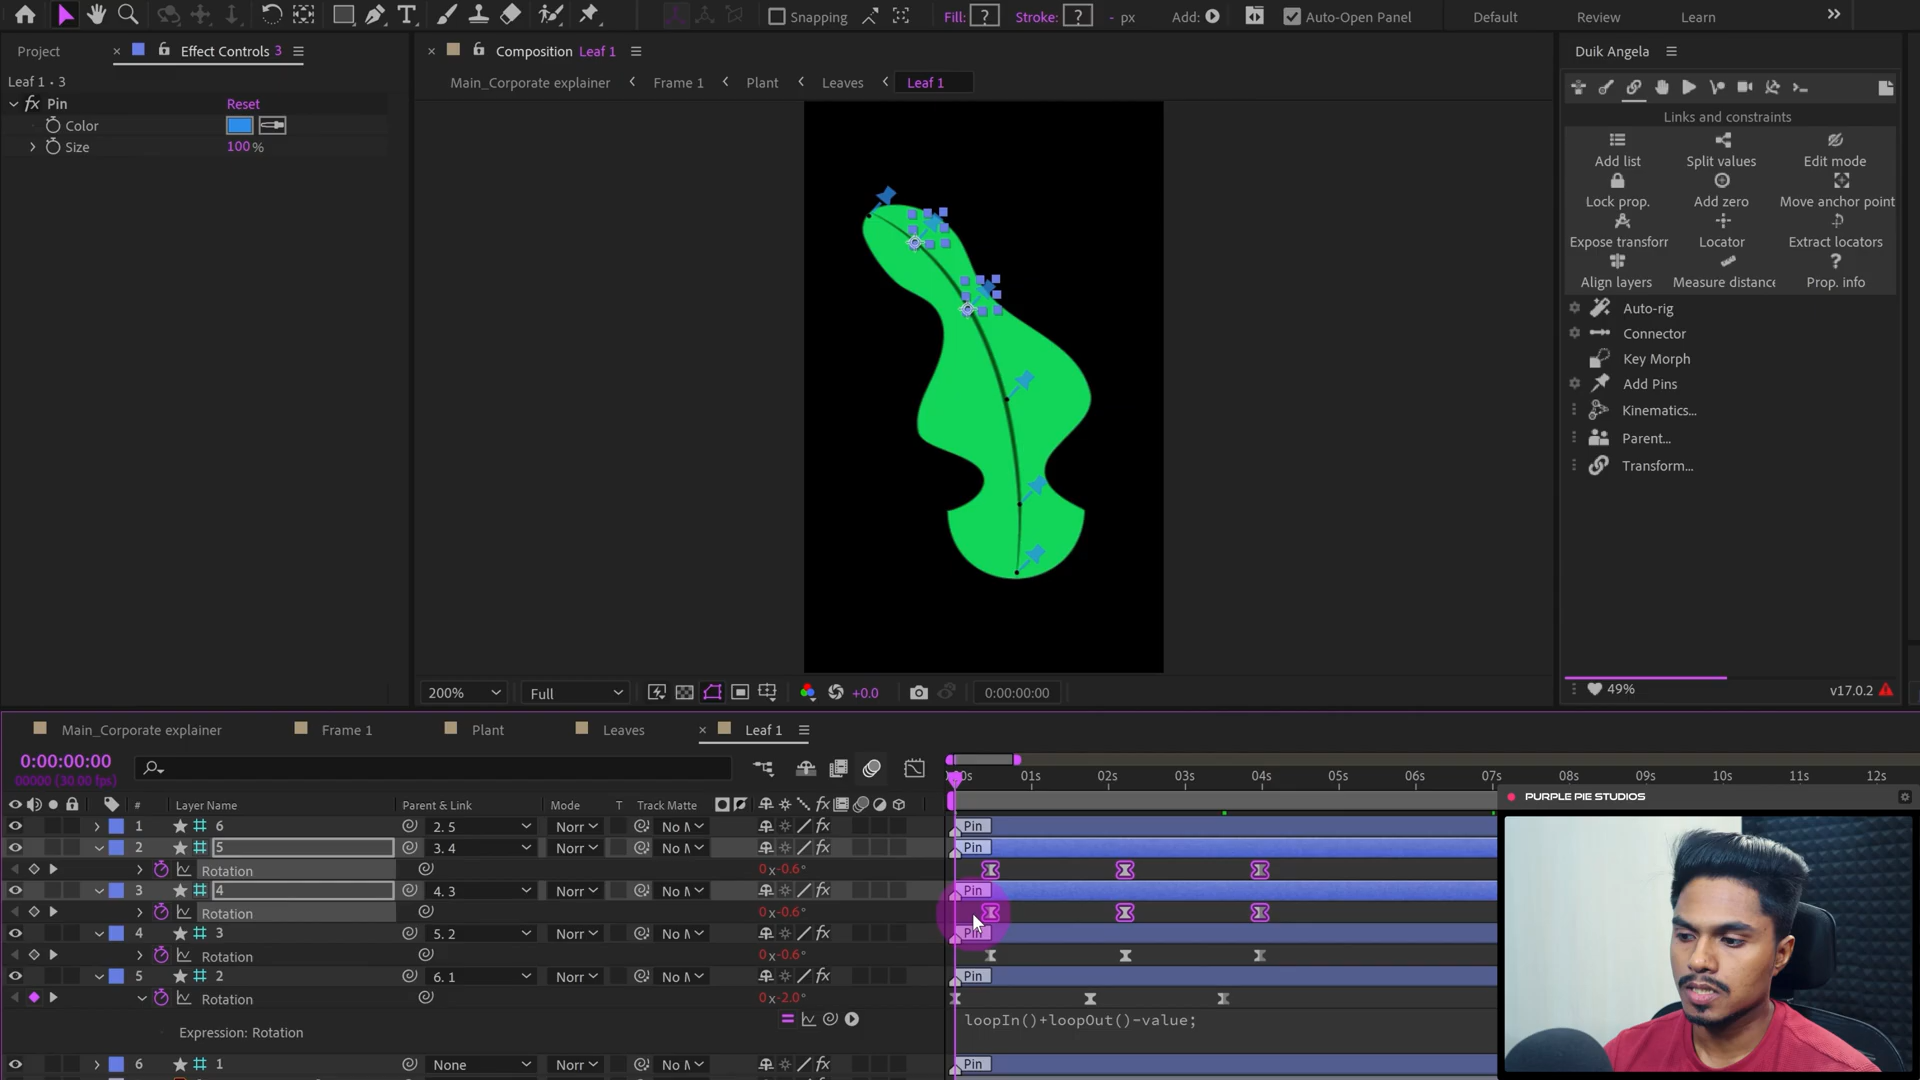 Snapping
Fill: ?
Stroke: ?
- px
Add:
Auto-Open Panel
Default
Review
Learn
Project
Effect Controls 3
Composition Leaf 1
Duik Angela
Leaf 1 • 3
Main_Corporate explainer
Frame 1
Plant
Leaves
Leaf 1
fx Pin
Reset
Color
Size
100 %
Links and constraints
Add list
Split values
Edit mode
Lock prop.
Add zero
Move anchor point
Expose transform
Locator
Extract locators
Align layers
Measure distance
Prop. info
Auto-rig
Connector
Key Morph
Add Pins
Kinematics...
Parent...
Transform...
49%
v17.0.2
200%
Full
+0.0
0:00:00:00
Main_Corporate explainer
Frame 1
Plant
Leaves
Leaf 1
0:00:00:00
00000 (30.00 fps)
01s
02s
03s
04s
05s
06s
07s
08s
09s
10s
11s
12s
#
Layer Name
Parent & Link
Mode
T
Track Matte
PURPLE PIE STUDIOS
1
6
2. 5
Norr
No M
Pin
2
5
3. 4
Norr
No M
Pin
Rotation
0 x-0.6°
3
4
4. 3
Norr
No M
Pin
Rotation
0 x-0.6°
4
3
5. 2
Norr
No M
Pin
Rotation
0 x-0.6°
5
2
6. 1
Norr
No M
Pin
Rotation
0 x-2.0°
Expression: Rotation
loopIn()+loopOut()-value;
6
1
None
Norr
No M
Pin